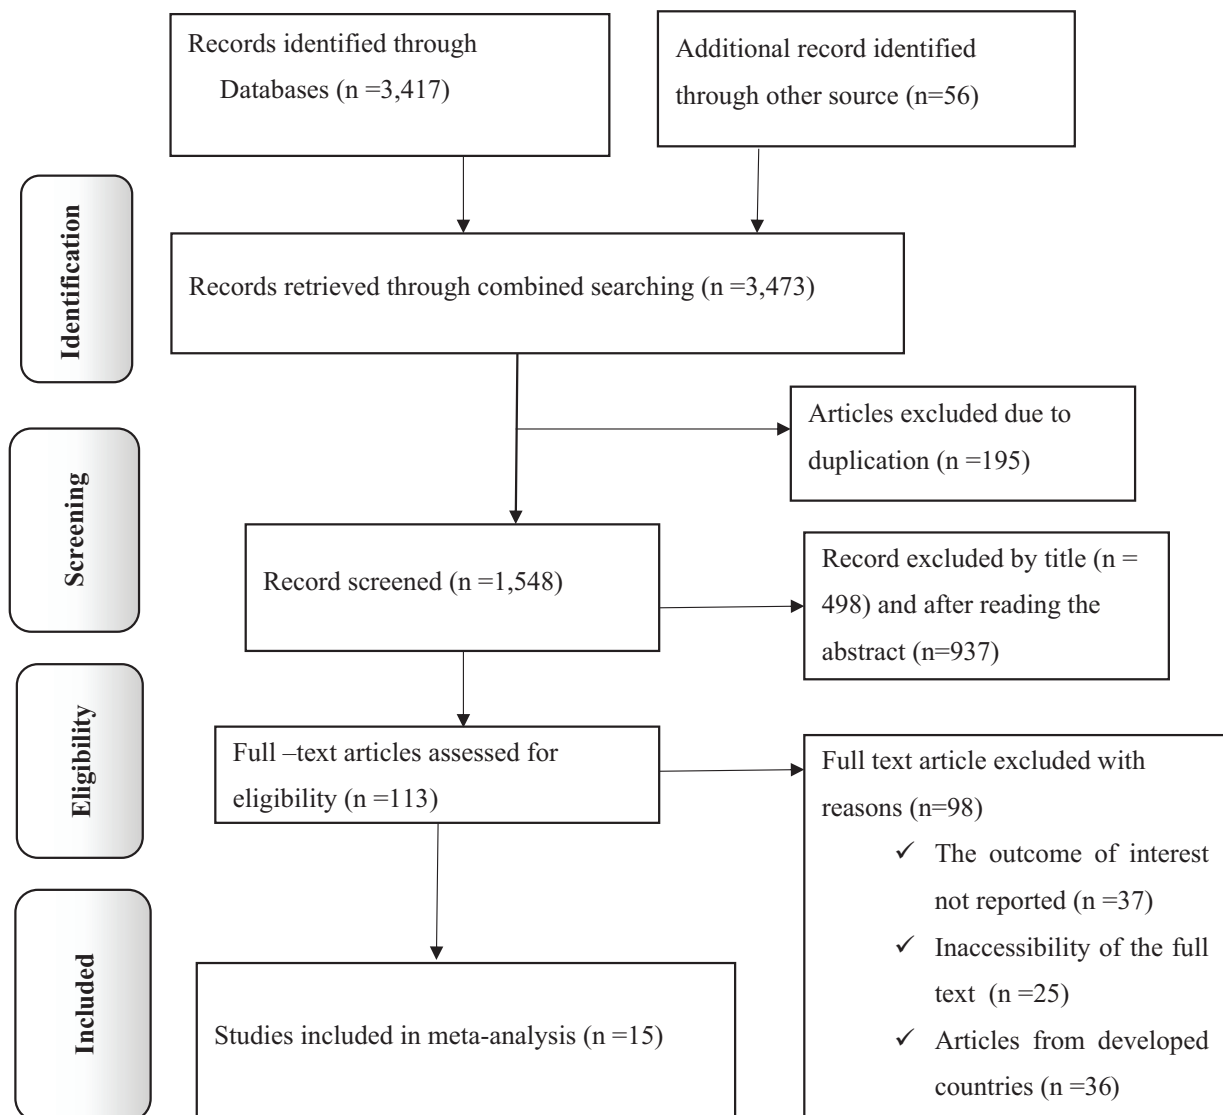 Records identified through
Databases (n =3,417)
Additional record identified
through other source (n=56)
Identification
Records retrieved through combined searching (n =3,473)
Articles excluded due to
duplication (n =195)
Screening
Record screened (n =1,548)
Record excluded by title (n =
498) and after reading the
abstract (n=937)
Eligibility
Full –text articles assessed for
eligibility (n =113)
Full text article excluded with
reasons (n=98)
✓ The outcome of interest
not reported (n =37)
✓ Inaccessibility of the full
text (n =25)
✓ Articles from developed
countries (n =36)
Included
Studies included in meta-analysis (n =15)